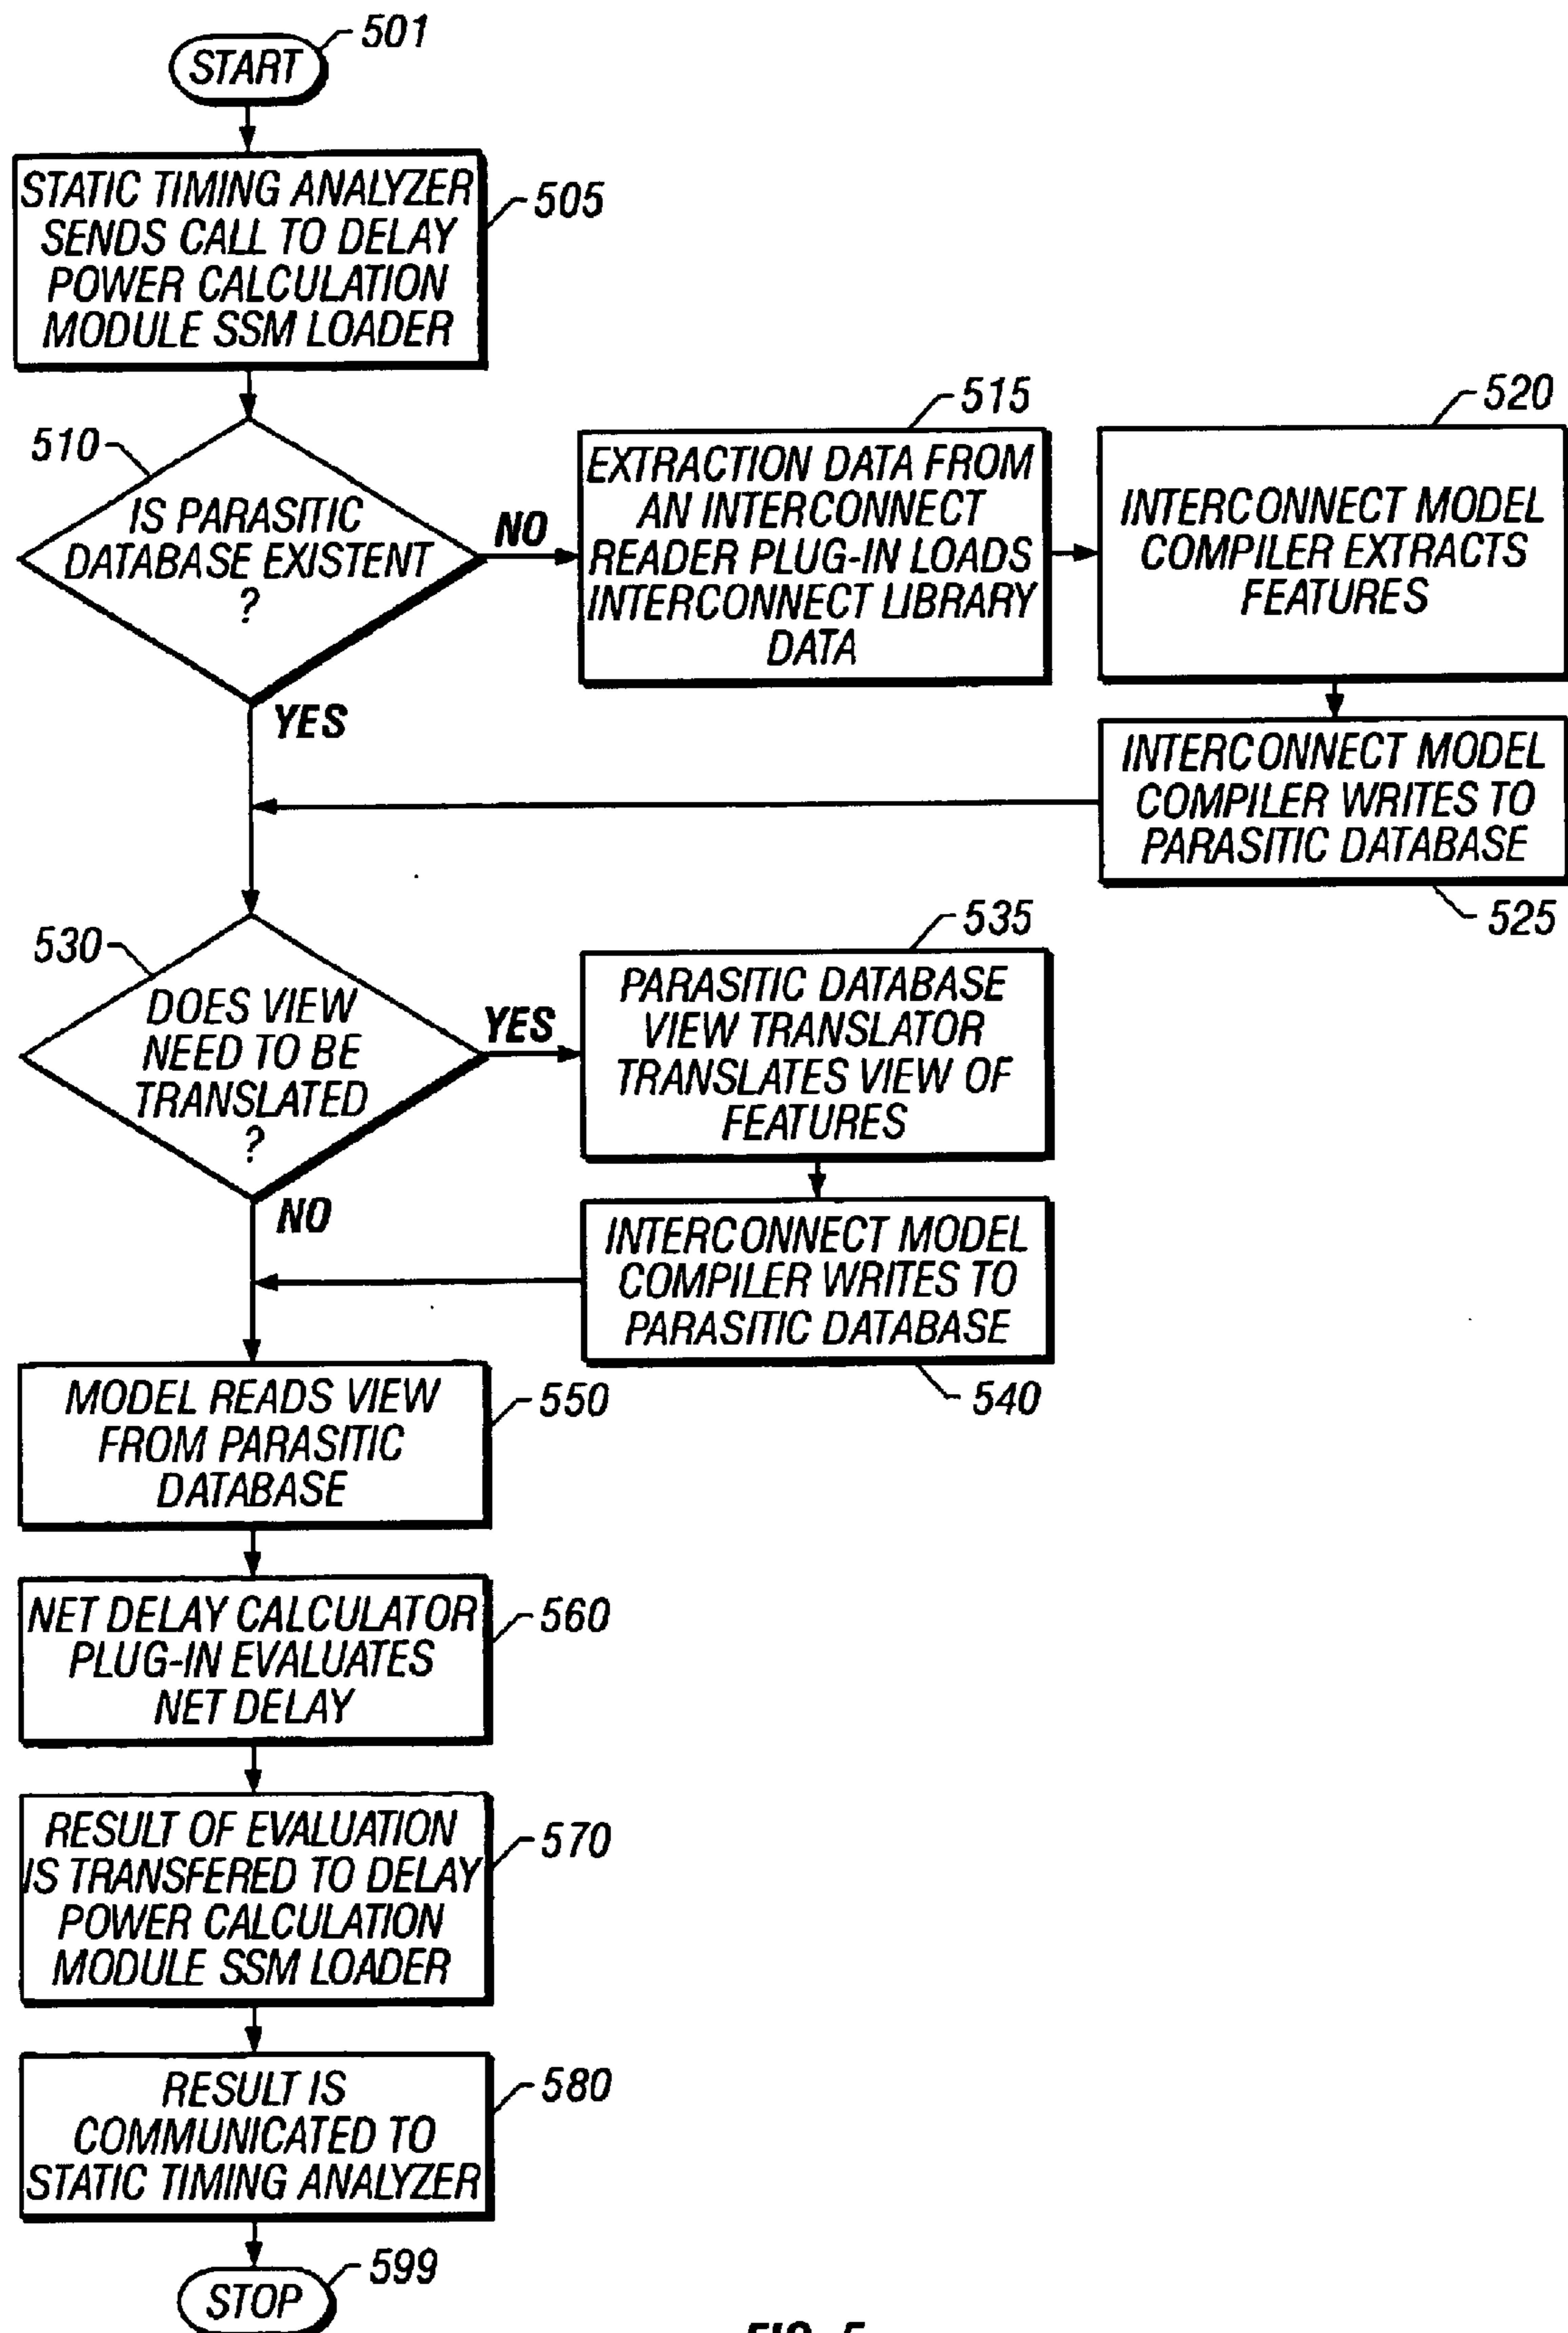 START
501
STATIC TIMING ANALYZER
SENDS CALL TO DELAY
POWER CALCULATION
MODULE SSM LOADER
505
510
IS PARASITIC
DATABASE EXISTENT
?
NO
YES
515
EXTRACTION DATA FROM
AN INTERCONNECT
READER PLUG-IN LOADS
INTERCONNECT LIBRARY
DATA
520
INTERCONNECT MODEL
COMPILER EXTRACTS
FEATURES
INTERCONNECT MODEL
COMPILER WRITES TO
PARASITIC DATABASE
525
530
DOES VIEW
NEED TO BE
TRANSLATED
?
YES
NO
535
PARASITIC DATABASE
VIEW TRANSLATOR
TRANSLATES VIEW OF
FEATURES
INTERCONNECT MODEL
COMPILER WRITES TO
PARASITIC DATABASE
540
MODEL READS VIEW
FROM PARASITIC
DATABASE
550
NET DELAY CALCULATOR
PLUG-IN EVALUATES
NET DELAY
560
RESULT OF EVALUATION
IS TRANSFERED TO DELAY
POWER CALCULATION
MODULE SSM LOADER
570
RESULT IS
COMMUNICATED TO
STATIC TIMING ANALYZER
580
STOP
599